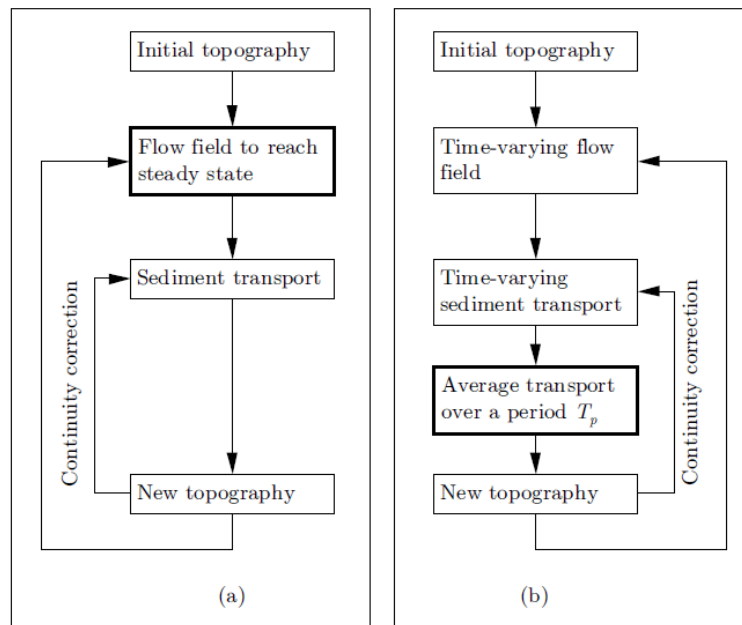 Initial topography
Flow field to reach
steady state
Sediment transport
Continuity correction
New topography
(a)
Initial topography
Time-varying flow
field
Time-varying
sediment transport
Average transport
over a period Tp
Continuity correction
New topography
(b)